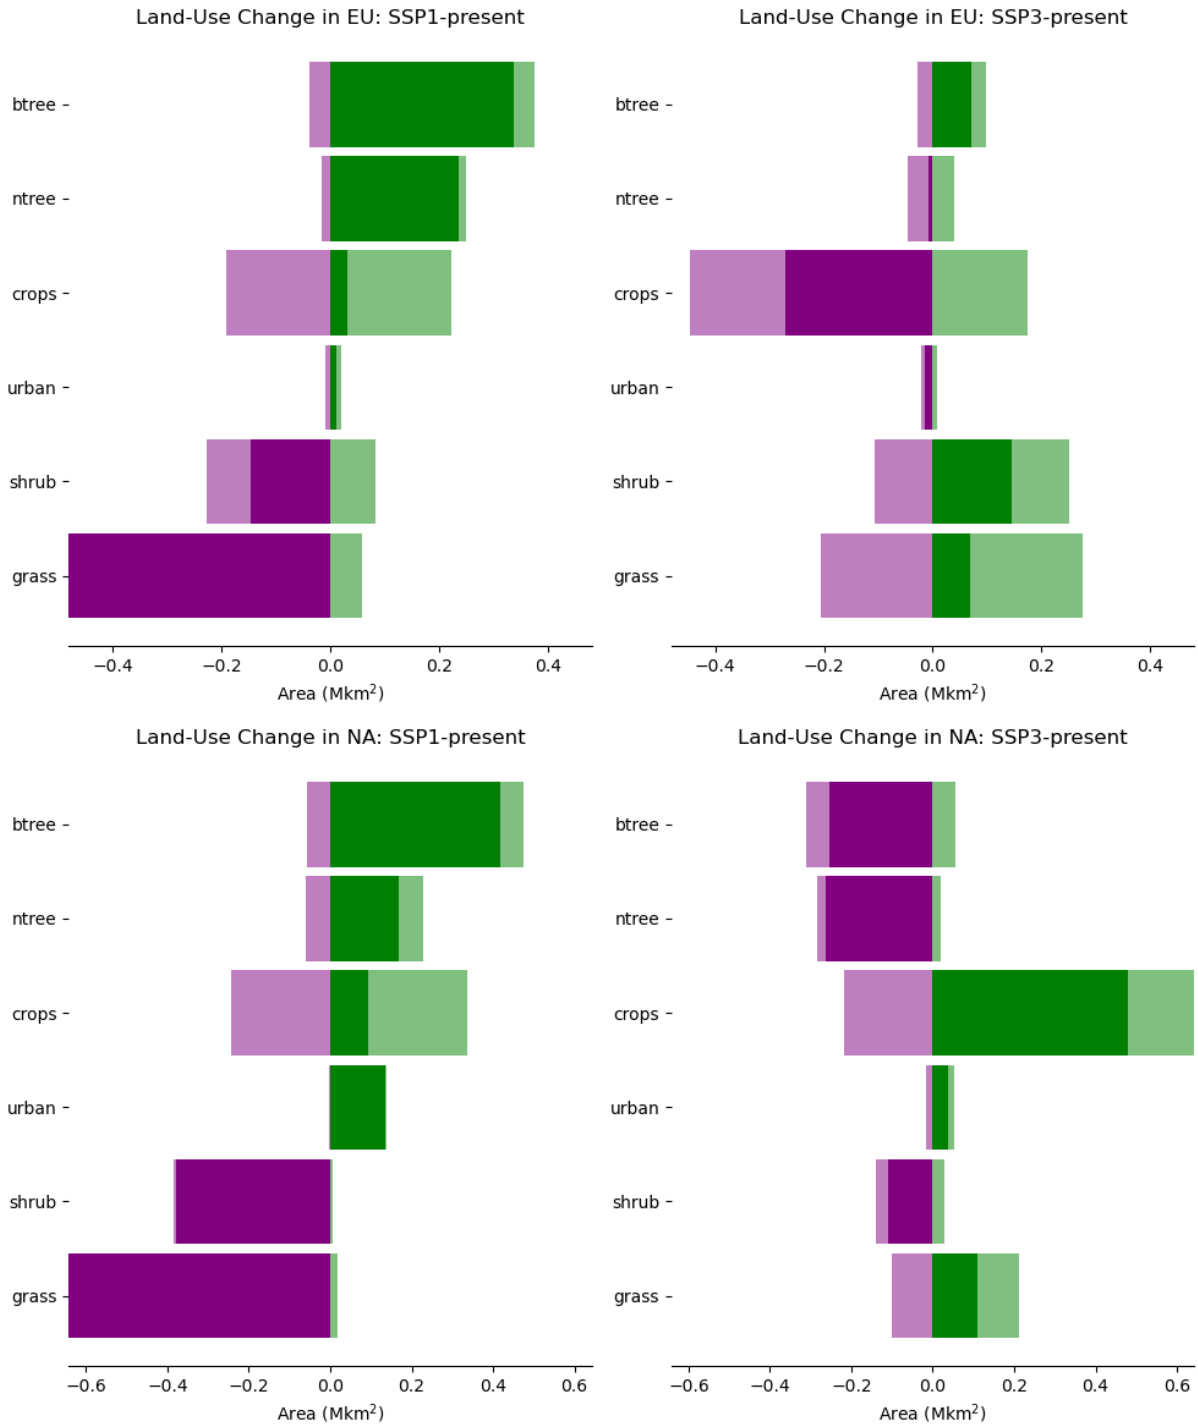 Land-Use Change in EU: SSP1-present
btree
ntree
crops
urban
shrub
grass
−0.4 −0.2 0.0 0.2 0.4
Area (Mkm²)
Land-Use Change in EU: SSP3-present
btree
ntree
crops
urban
shrub
grass
−0.4 −0.2 0.0 0.2 0.4
Area (Mkm²)
Land-Use Change in NA: SSP1-present
btree
ntree
crops
urban
shrub
grass
−0.6 −0.4 −0.2 0.0 0.2 0.4 0.6
Area (Mkm²)
Land-Use Change in NA: SSP3-present
btree
ntree
crops
urban
shrub
grass
−0.6 −0.4 −0.2 0.0 0.2 0.4 0.6
Area (Mkm²)